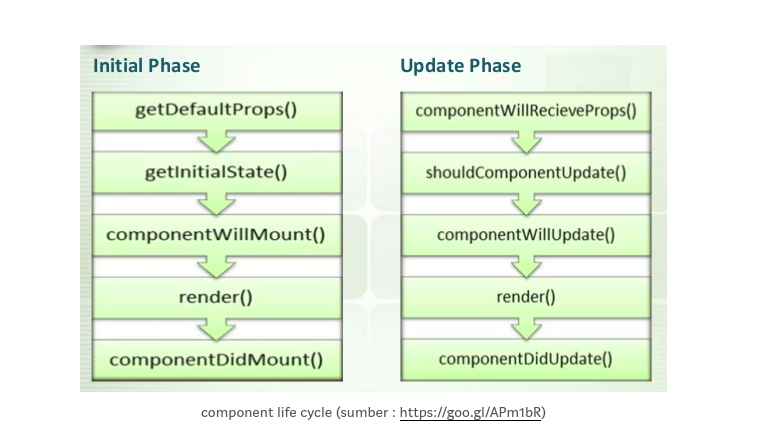 Initial Phase
getDefaultProps()
getInitialState()
componentWillMount()
render()
componentDidMount()
Update Phase
componentWillRecieveProps()
shouldComponentUpdate()
componentWillUpdate()
render()
componentDidUpdate()
component life cycle (sumber : https://goo.gl/APm1bR)